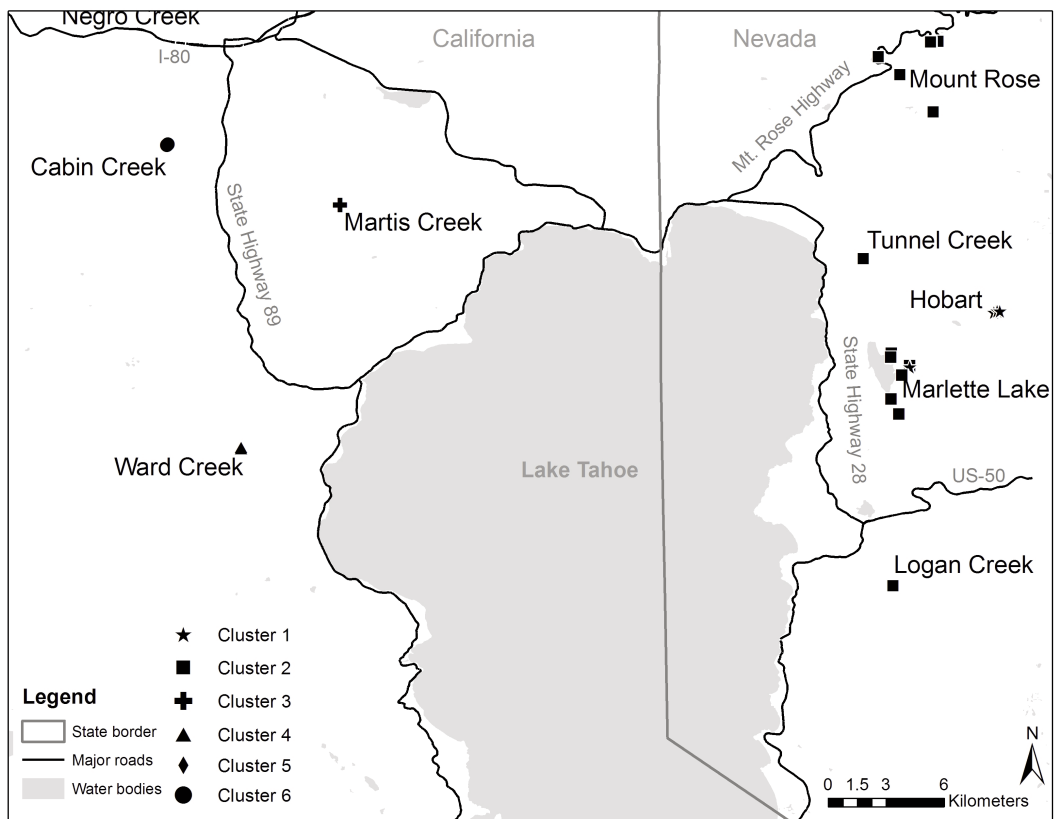 Negro Creek
California
Nevada
I-80
Mt. Rose Highway
Mount Rose
Cabin Creek
State Highway 89
Martis Creek
Tunnel Creek
Hobart
State Highway 28
Marlette Lake
Ward Creek
Lake Tahoe
US-50
Logan Creek
Legend
State border
Major roads
Water bodies
Cluster 1
Cluster 2
Cluster 3
Cluster 4
Cluster 5
Cluster 6
N
0 1.5 3 6
Kilometers